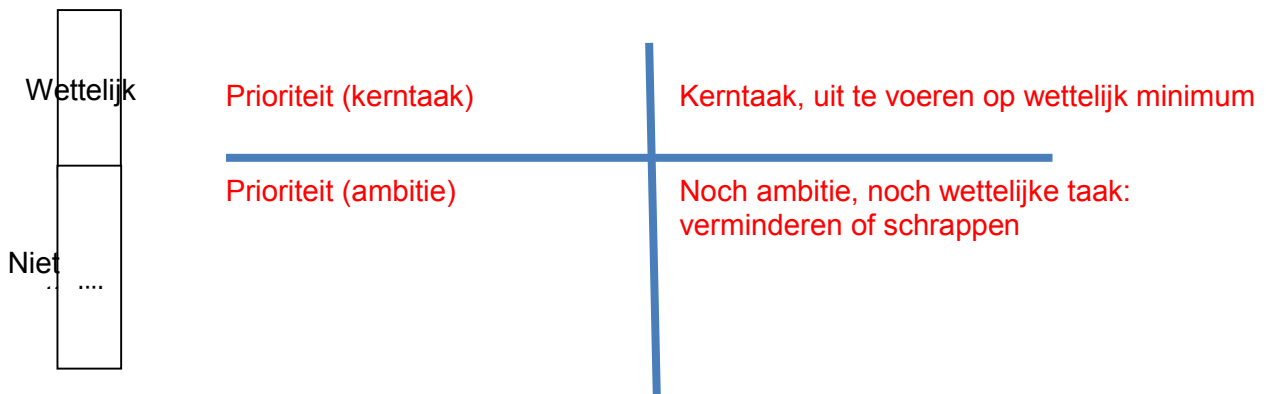 Wettelijk
Prioriteit (kerntaak)
Kerntaak, uit te voeren op wettelijk minimum
Prioriteit (ambitie)
Noch ambitie, noch wettelijke taak:
verminderen of schrappen
Niet